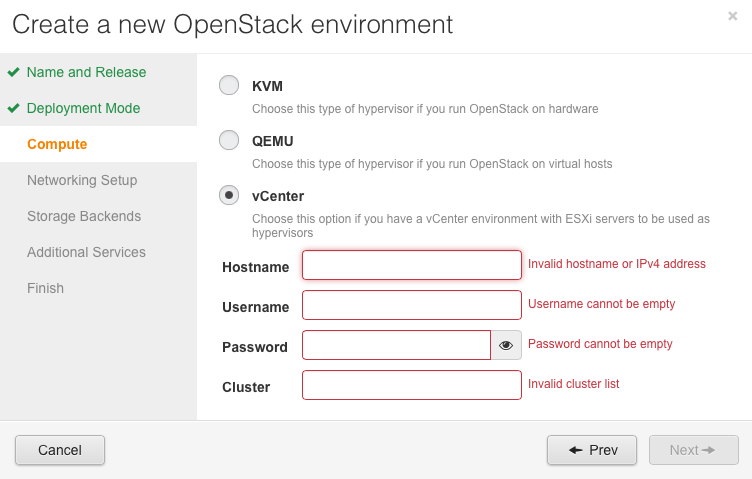 Create a new OpenStack environment
×
Name and Release
Deployment Mode
Compute
Networking Setup
Storage Backends
Additional Services
Finish
KVM
Choose this type of hypervisor if you run OpenStack on hardware
QEMU
Choose this type of hypervisor if you run OpenStack on virtual hosts
vCenter
Choose this option if you have a vCenter environment with ESXi servers to be used as
hypervisors
Hostname Invalid hostname or IPv4 address
Username Username cannot be empty
Password Password cannot be empty
Cluster Invalid cluster list
Cancel Prev Next